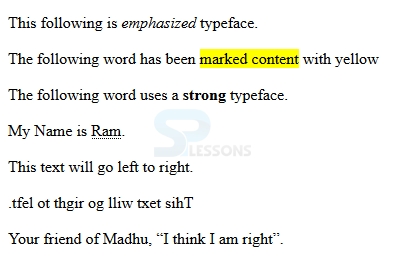 This following is emphasized typeface.
The following word has been marked content with yellow
The following word uses a strong typeface.
My Name is Ram.
SP LESSONS
This text will go left to right.
.tfel ot thgir og lliw txet sihT
Your friend of Madhu, “I think I am right”.